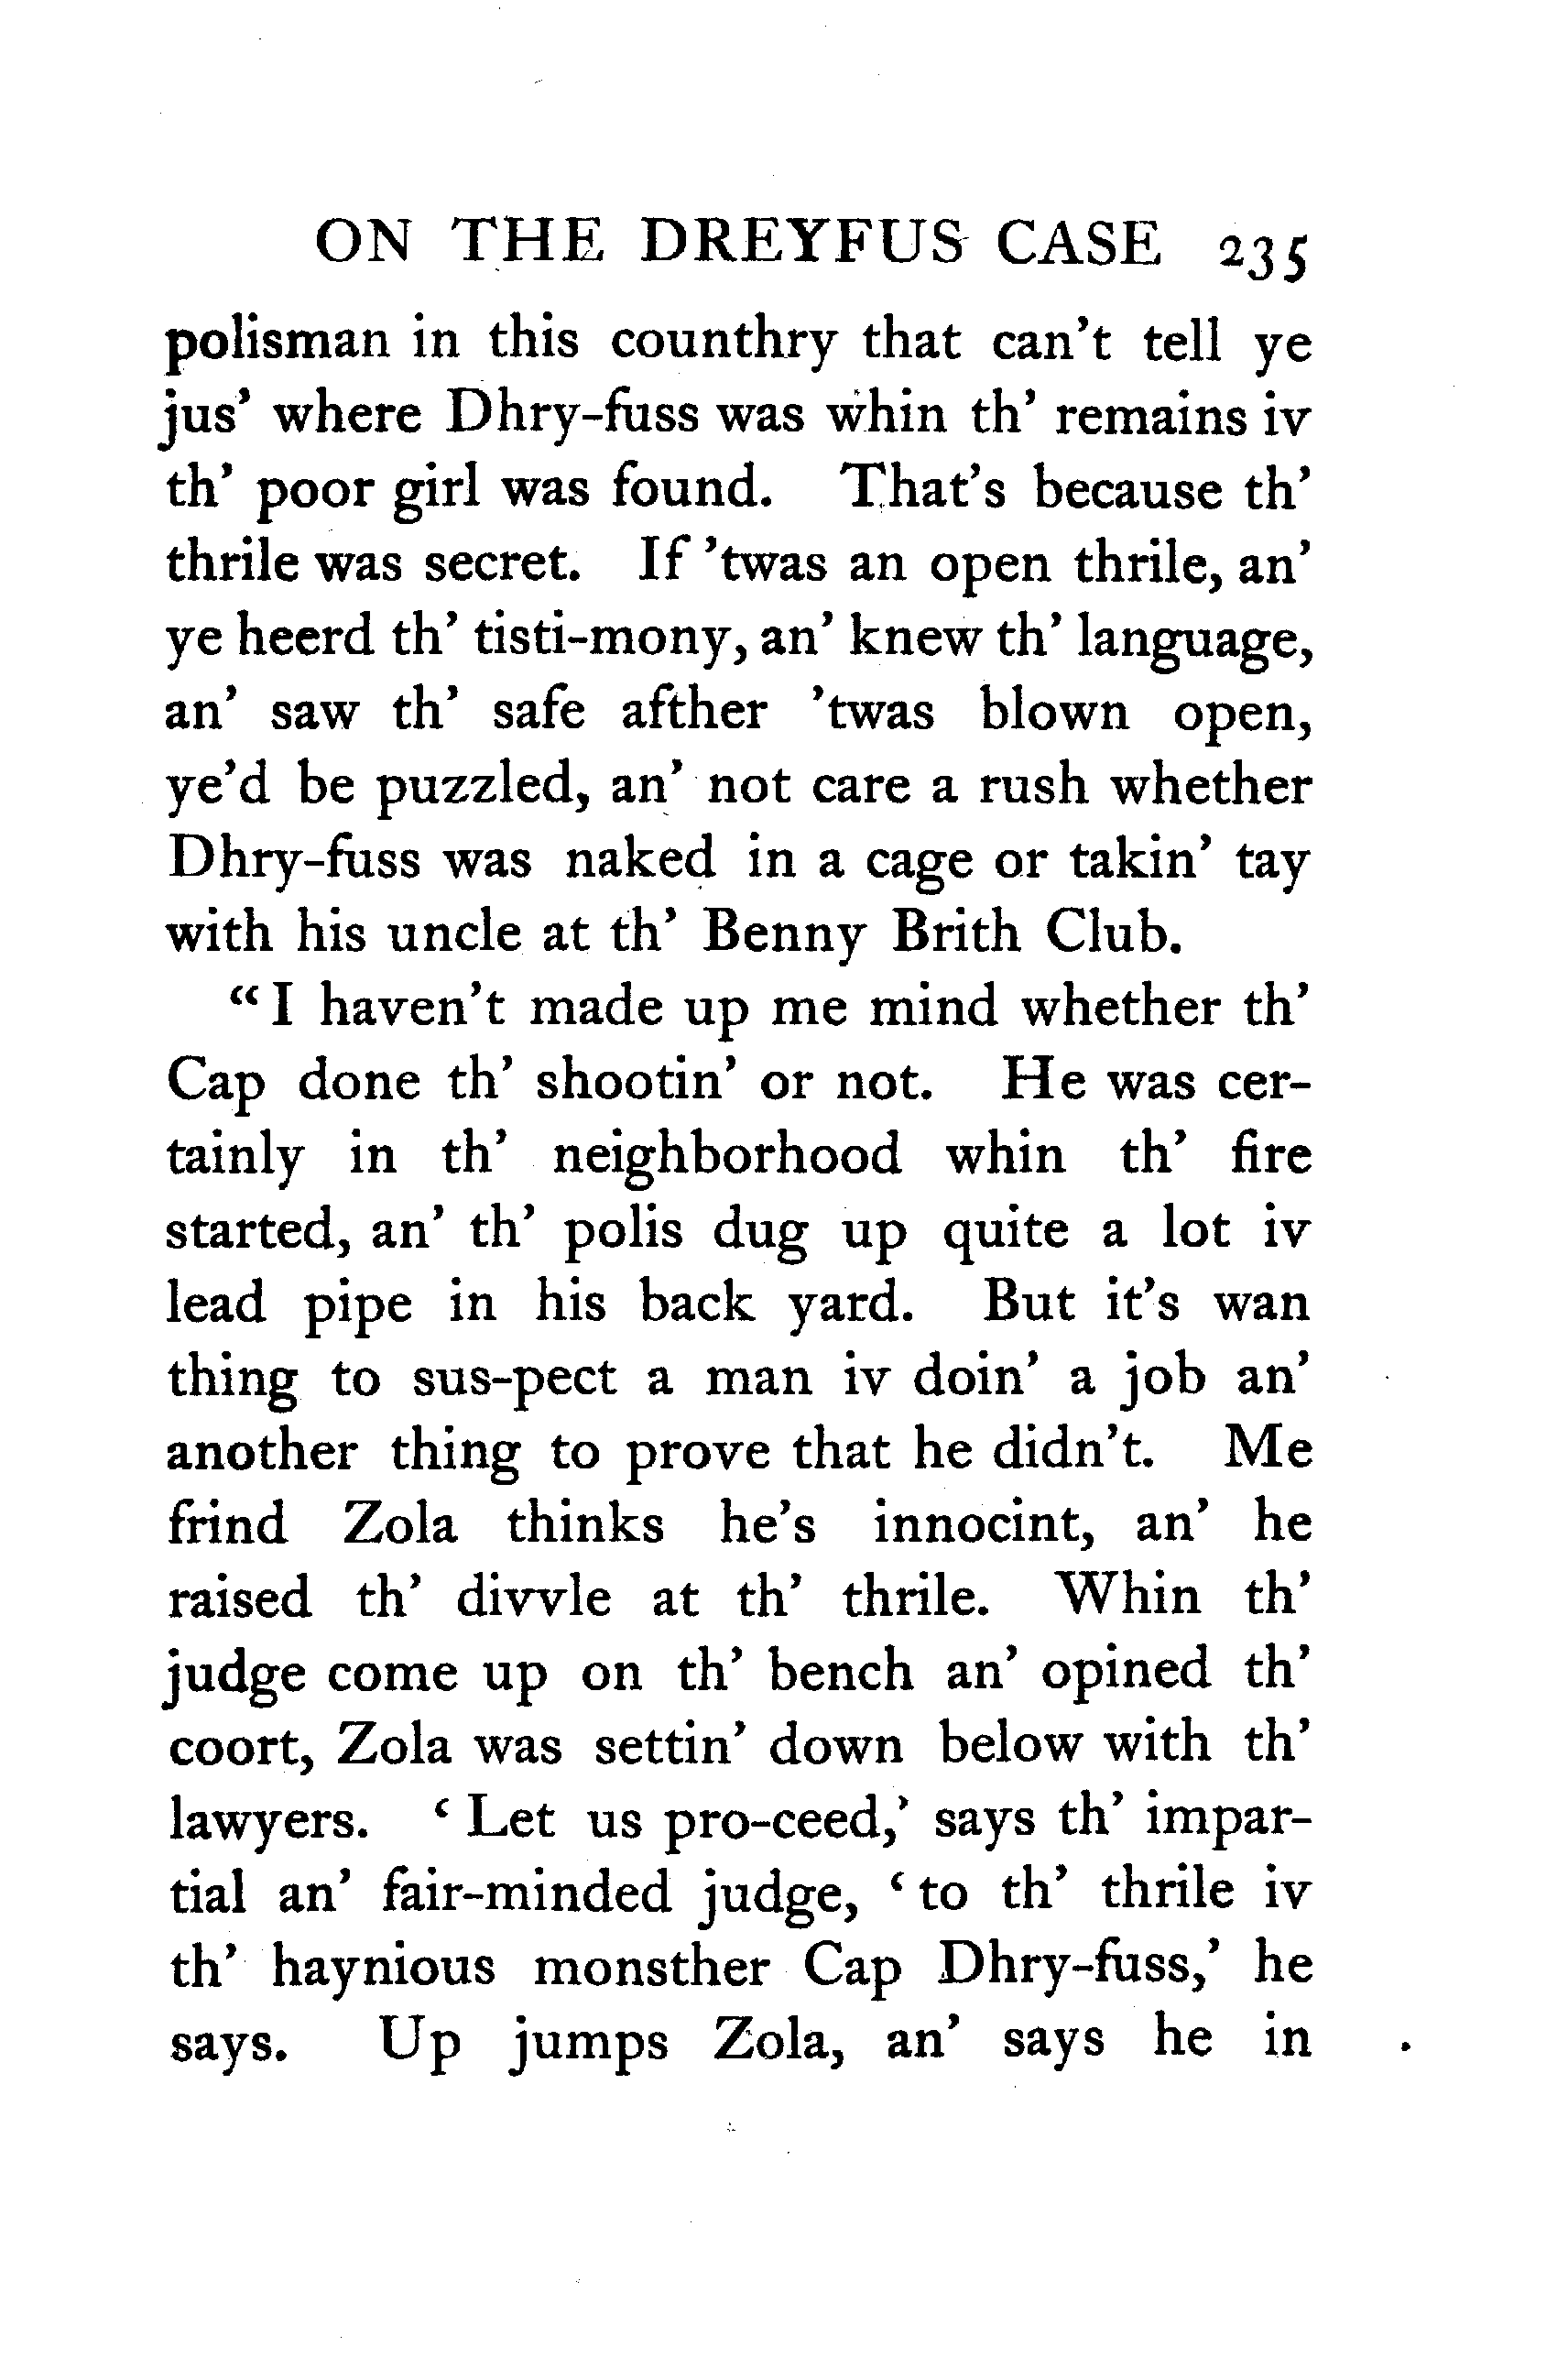 ON THE DREYFUS CASE 235
polisman in this counthry that can't tell ye
jus' where Dhry-fuss was whin th' remains iv
th' poor girl was found. That's because th'
thrile was secret. If 'twas an open thrile, an'
ye heerd th' tisti-mony, an' knew th' language,
an' saw th' safe afther 'twas blown open,
ye'd be puzzled, an' not care a rush whether
Dhry-fuss was naked in a cage or takin' tay
with his uncle at th' Benny Brith Club.
“I haven't made up me mind whether th'
Cap done th' shootin' or not. He was cer-
tainly in th' neighborhood whin th' fire
started, an' th' polis dug up quite a lot iv
lead pipe in his back yard. But it's wan
thing to sus-pect a man iv doin' a job an'
another thing to prove that he didn't. Me
frind Zola thinks he's innocint, an' he
raised th' divvle at th' thrile. Whin th'
judge come up on th' bench an' opined th'
coort, Zola was settin' down below with th'
lawyers. ‘Let us pro-ceed,’ says th' impar-
tial an' fair-minded judge, ‘to th' thrile iv
th' haynious monsther Cap Dhry-fuss,’ he
says. Up jumps Zola, an' says he in